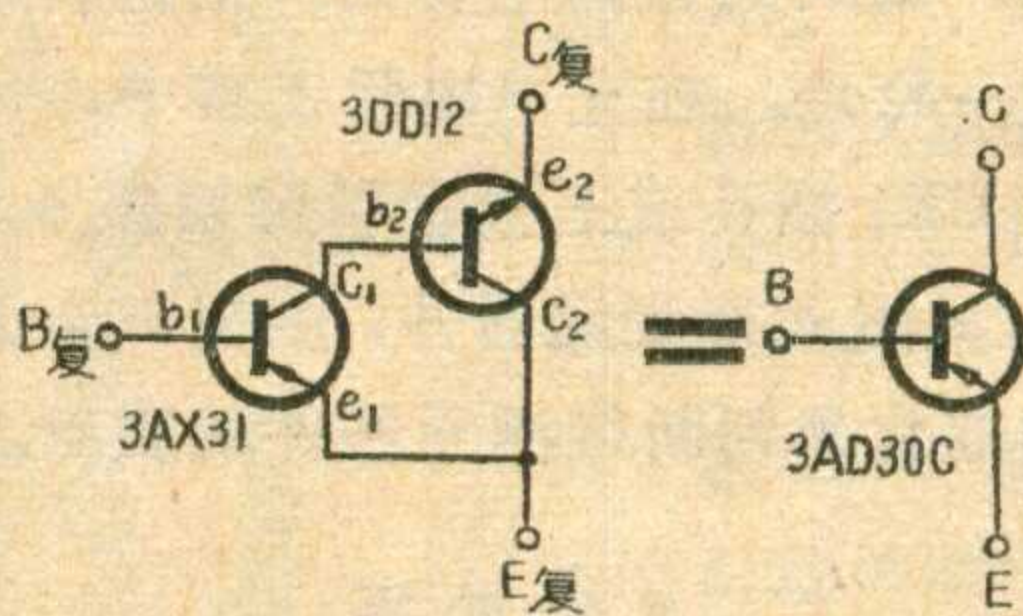 C复
3DD12
e₂
b₂
C₁
c₂
B复
b₁
e₁
3AX31
E复
.C
B
3AD30C
E